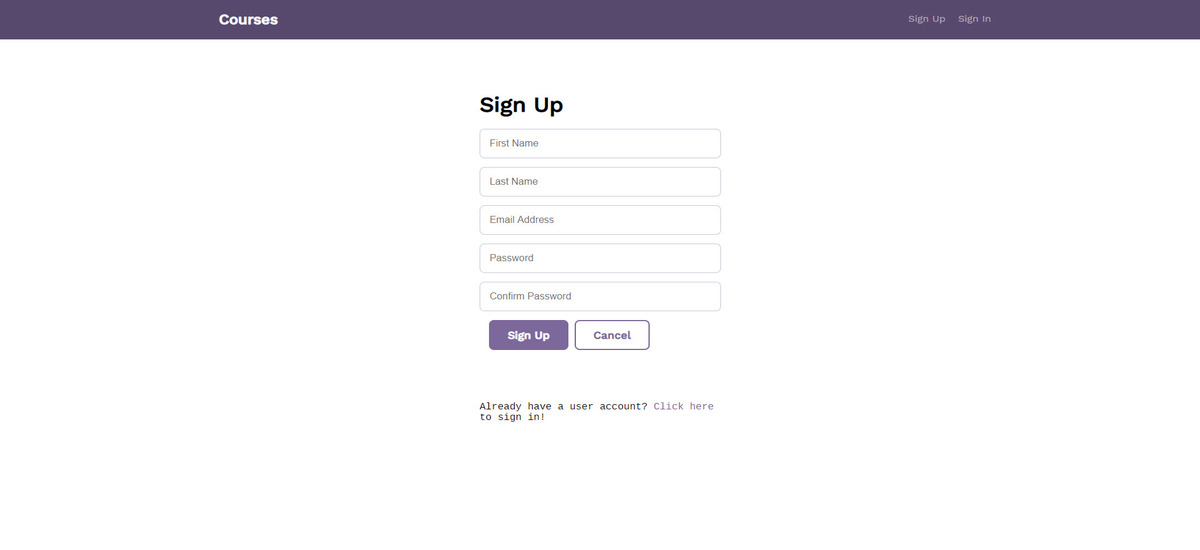 Courses
Sign Up
Sign In
Sign Up
First Name
Last Name
Email Address
Password
Confirm Password
Sign Up
Cancel
Already have a user account? Click here
to sign in!